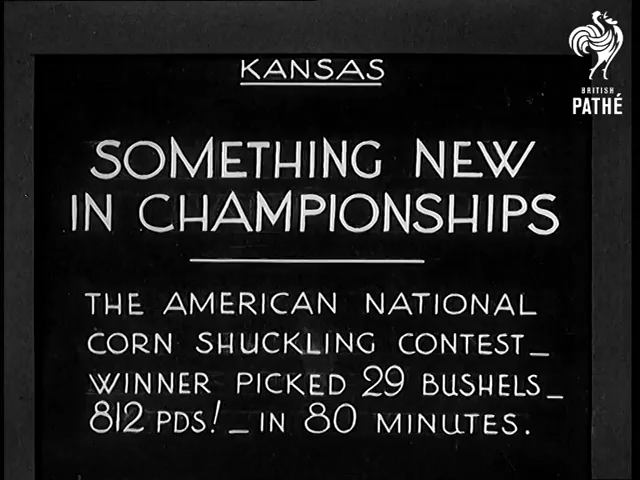 KANSAS
BRITISH
PATHÉ
SOMETHING NEW
IN CHAMPIONSHIPS
THE AMERICAN NATIONAL
CORN SHUCKLING CONTEST_
WINNER PICKED 29 BUSHELS_
812 PDS!_ IN 80 MINUTES.